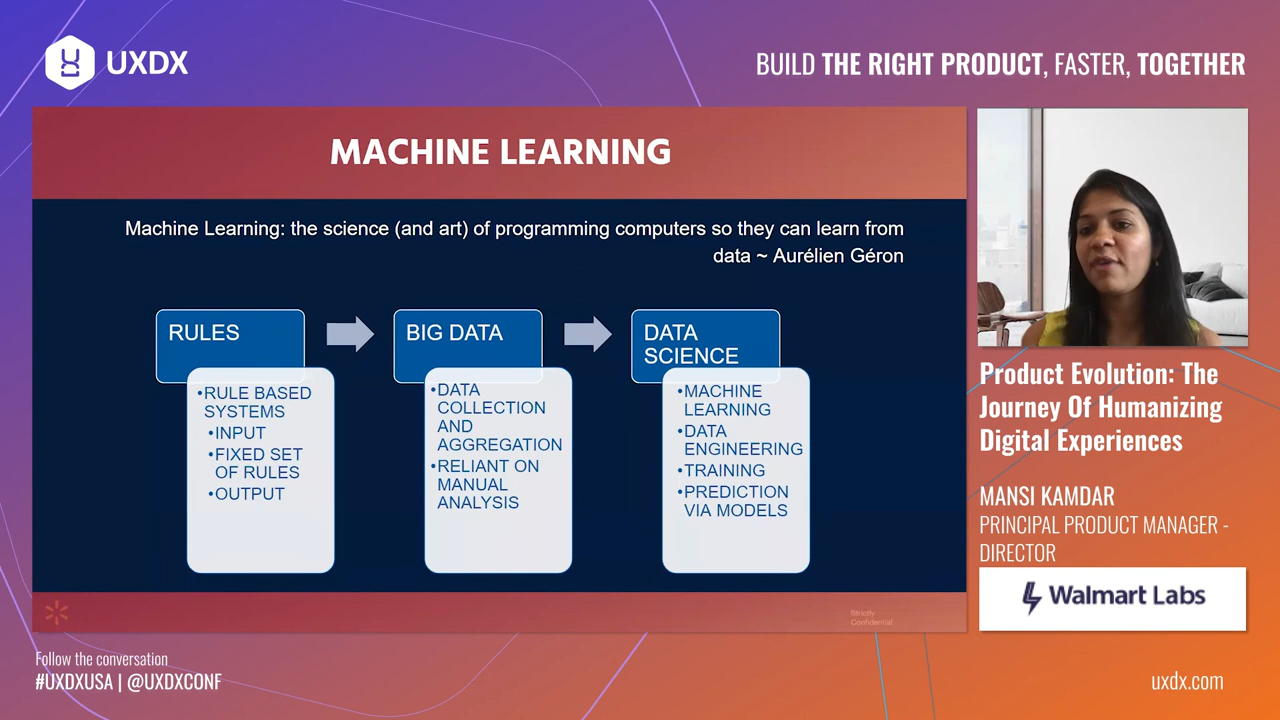 UXDX
BUILD THE RIGHT PRODUCT, FASTER, TOGETHER
MACHINE LEARNING
Machine Learning: the science (and art) of programming computers so they can learn from
data ~ Aurélien Géron
RULES
•RULE BASED
SYSTEMS
•INPUT
•FIXED SET
OF RULES
•OUTPUT
BIG DATA
•DATA
COLLECTION
AND
AGGREGATION
•RELIANT ON
MANUAL
ANALYSIS
DATA
SCIENCE
•MACHINE
LEARNING
•DATA
ENGINEERING
•TRAINING
•PREDICTION
VIA MODELS
Strictly
Confidential
Product Evolution: The
Journey Of Humanizing
Digital Experiences
MANSI KAMDAR
PRINCIPAL PRODUCT MANAGER -
DIRECTOR
Walmart Labs
Follow the conversation
#UXDXUSA | @UXDXCONF
uxdx.com